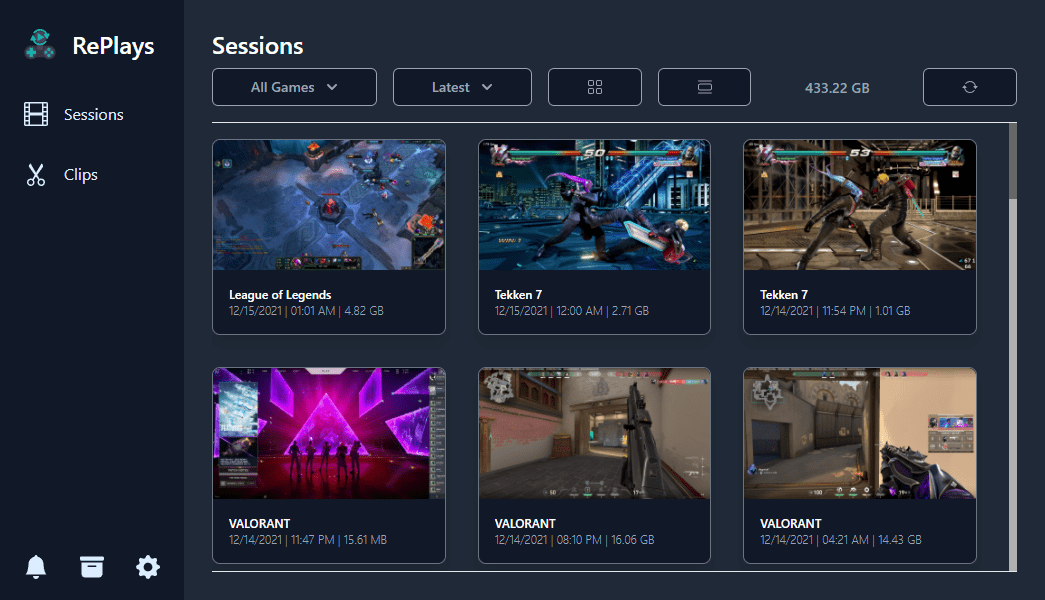 RePlays
Sessions
Clips
Sessions
All Games
Latest
433.22 GB
50
53
League of Legends
12/15/2021 | 01:01 AM | 4.82 GB
Tekken 7
12/15/2021 | 12:00 AM | 2.71 GB
Tekken 7
12/14/2021 | 11:54 PM | 1.01 GB
VALORANT
12/14/2021 | 11:47 PM | 15.61 MB
VALORANT
12/14/2021 | 08:10 PM | 16.06 GB
VALORANT
12/14/2021 | 04:21 AM | 14.43 GB